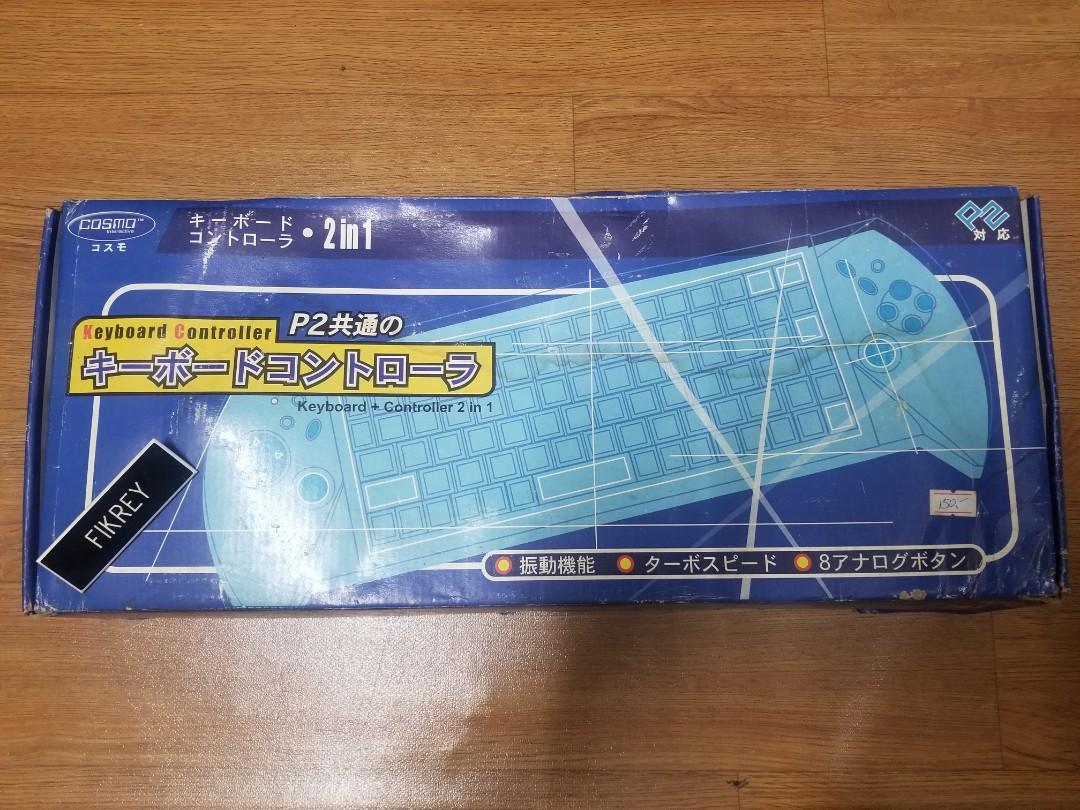 COSMO™
interactive
コスモ
キーボード
コントローラ • 2in1
P2
対応
Keyboard Controller
P2共通の
キーボードコントローラ
Keyboard + Controller 2 in 1
FIKREY
150.-
振動機能 ターボスピード 8アナログボタン